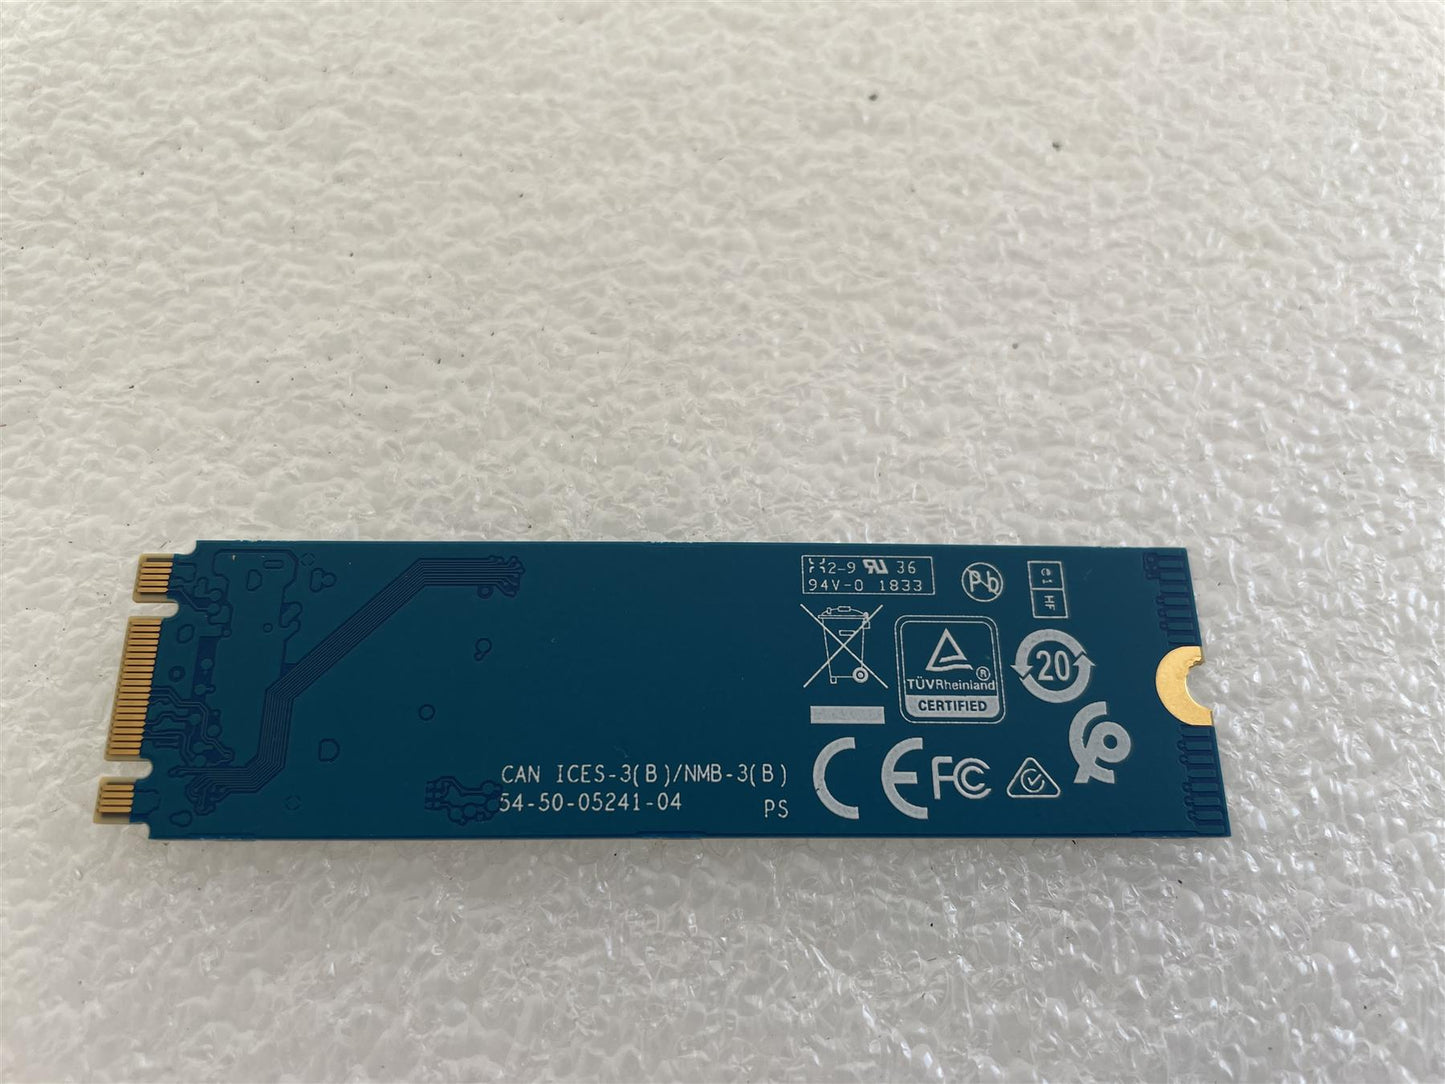 2-9 36
94V-0 1833
Pb
e1
HF
TÜVRheinland®
CERTIFIED
20
CAN ICES-3(B)/NMB-3(B)
54-50-05241-04 PS
CE FC